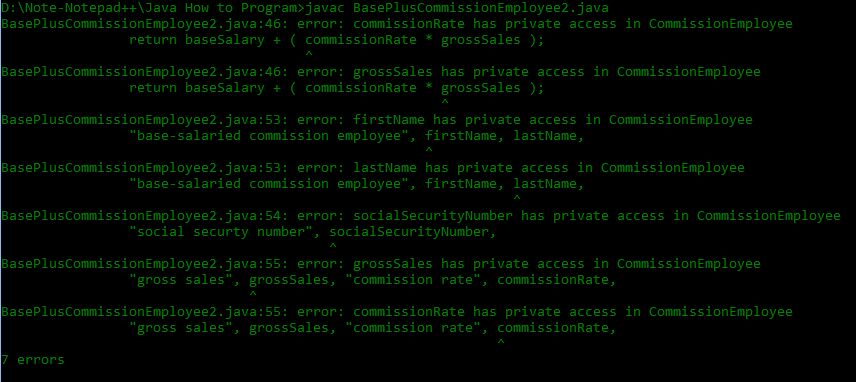 D:\Note-Notepad++\Java How to Program>javac BasePlusCommissionEmployee2.java
BasePlusCommissionEmployee2.java:46: error: commissionRate has private access in CommissionEmployee
                return baseSalary + ( commissionRate * grossSales );
                                      ^
BasePlusCommissionEmployee2.java:46: error: grossSales has private access in CommissionEmployee
                return baseSalary + ( commissionRate * grossSales );
                                                       ^
BasePlusCommissionEmployee2.java:53: error: firstName has private access in CommissionEmployee
                "base-salaried commission employee", firstName, lastName,
                                                     ^
BasePlusCommissionEmployee2.java:53: error: lastName has private access in CommissionEmployee
                "base-salaried commission employee", firstName, lastName,
                                                                ^
BasePlusCommissionEmployee2.java:54: error: socialSecurityNumber has private access in CommissionEmployee
                "social securty number", socialSecurityNumber,
                                         ^
BasePlusCommissionEmployee2.java:55: error: grossSales has private access in CommissionEmployee
                "gross sales", grossSales, "commission rate", commissionRate,
                               ^
BasePlusCommissionEmployee2.java:55: error: commissionRate has private access in CommissionEmployee
                "gross sales", grossSales, "commission rate", commissionRate,
                                                              ^
7 errors